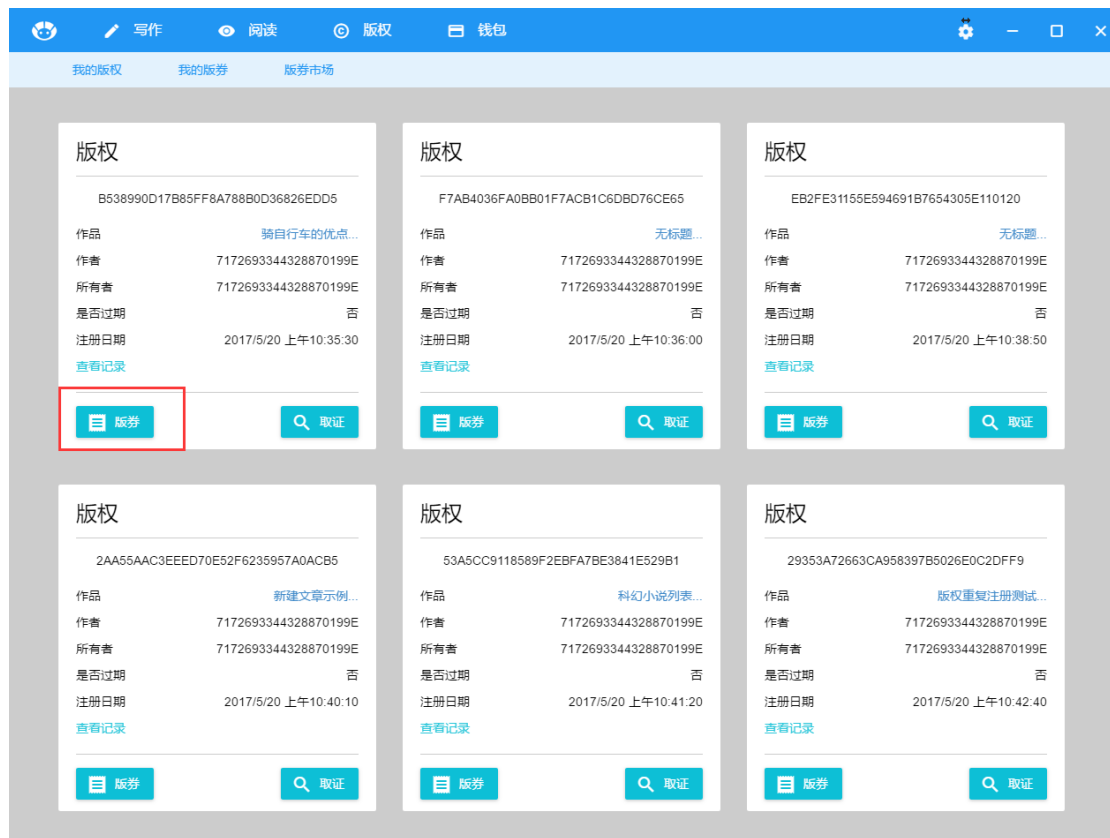 写作 阅读 版权 钱包
我的版权 我的版券 版券市场
版权
B538990D17B85FF8A788B0D36826EDD5
作品 骑自行车的优点...
作者 7172693344328870199E
所有者 7172693344328870199E
是否过期 否
注册日期 2017/5/20 上午10:35:30
查看记录
版券 取证
版权
F7AB4036FA0BB01F7ACB1C6DBD76CE65
作品 无标题...
作者 7172693344328870199E
所有者 7172693344328870199E
是否过期 否
注册日期 2017/5/20 上午10:36:00
查看记录
版券 取证
版权
EB2FE31155E594691B7654305E110120
作品 无标题...
作者 7172693344328870199E
所有者 7172693344328870199E
是否过期 否
注册日期 2017/5/20 上午10:38:50
查看记录
版券 取证
版权
2AA55AAC3EEED70E52F6235957A0ACB5
作品 新建文章示例...
作者 7172693344328870199E
所有者 7172693344328870199E
是否过期 否
注册日期 2017/5/20 上午10:40:10
查看记录
版券 取证
版权
53A5CC9118589F2EBFA7BE3841E529B1
作品 科幻小说列表...
作者 7172693344328870199E
所有者 7172693344328870199E
是否过期 否
注册日期 2017/5/20 上午10:41:20
查看记录
版券 取证
版权
29353A72663CA958397B5026E0C2DFF9
作品 版权重复注册测试...
作者 7172693344328870199E
所有者 7172693344328870199E
是否过期 否
注册日期 2017/5/20 上午10:42:40
查看记录
版券 取证